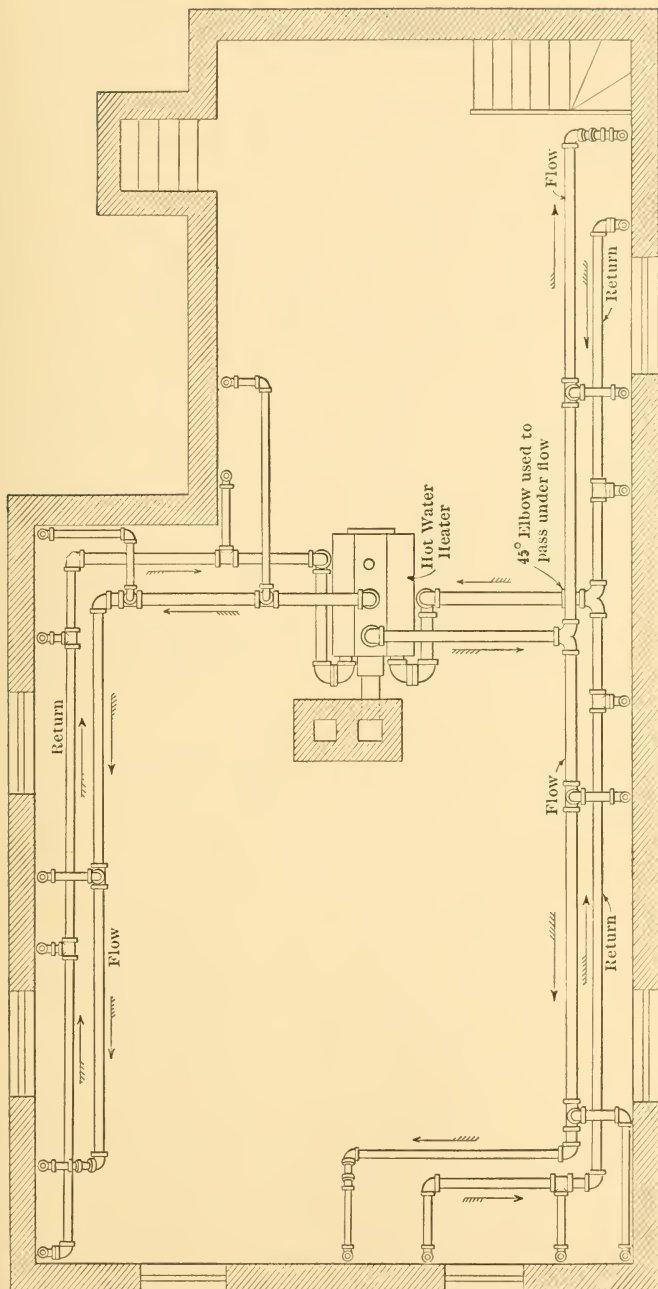 Return
Flow
Hot Water
Heater
45° Elbow used to
pass under flow
Flow
Return
Flow
Return